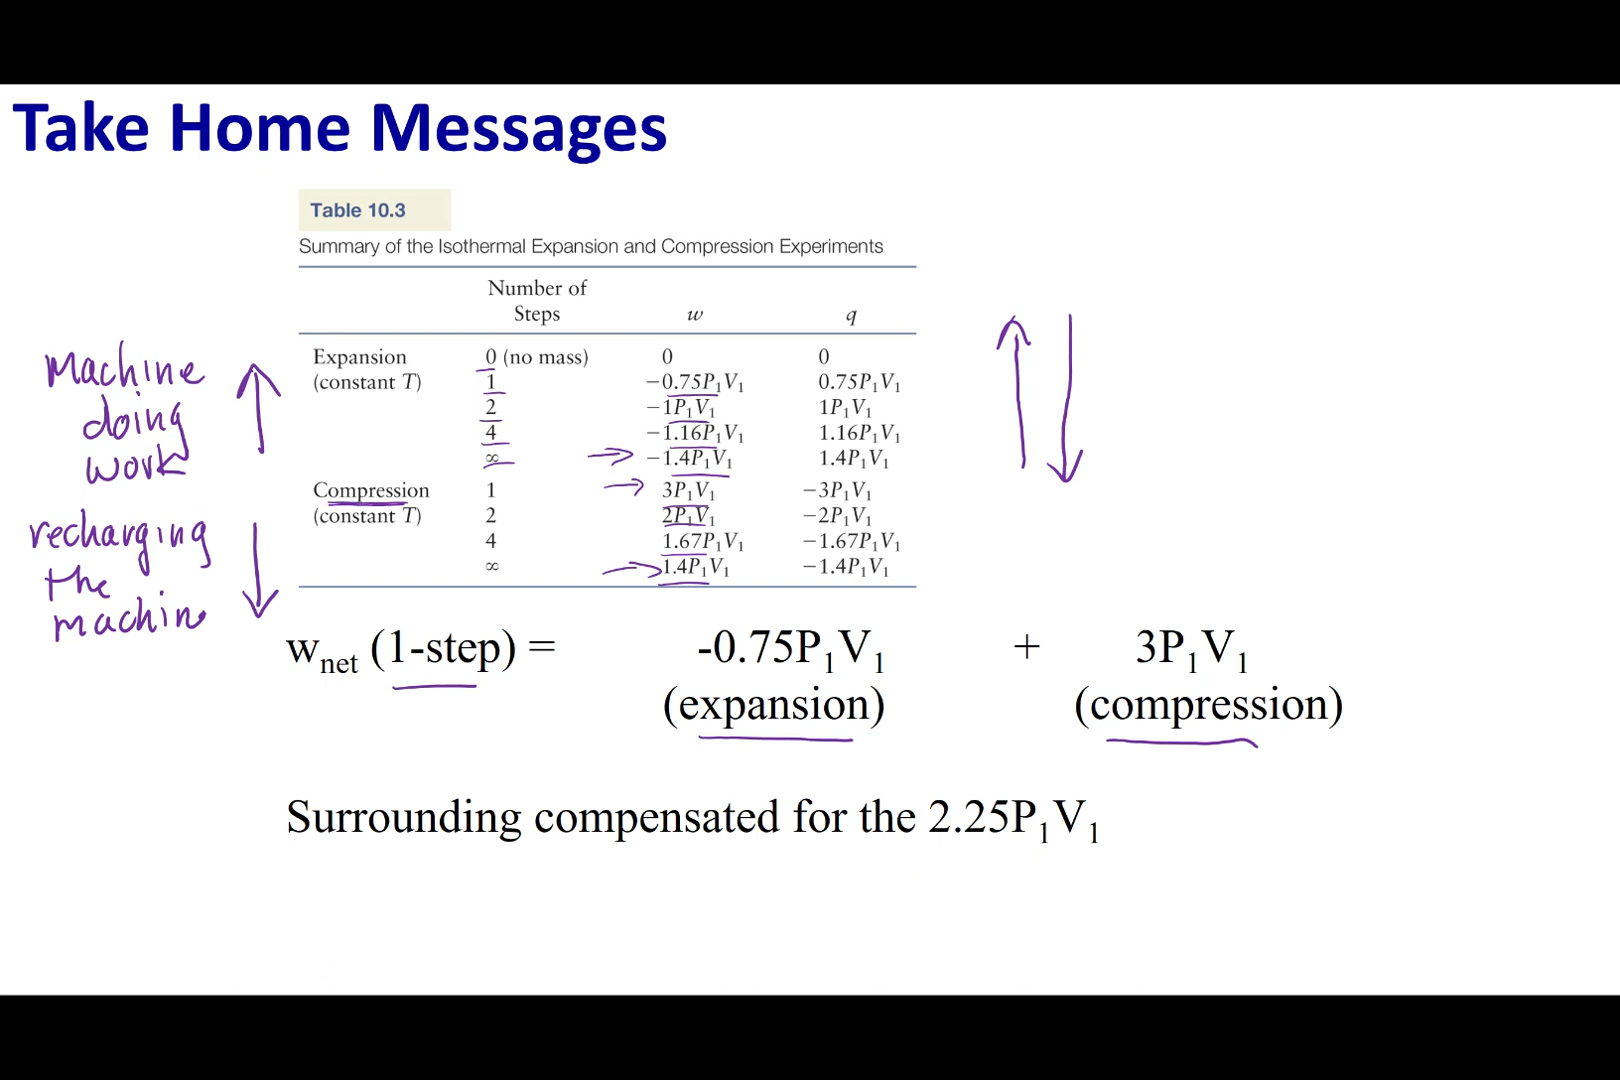 Take Home Messages
Table 10.3
Summary of the Isothermal Expansion and Compression Experiments
Number of
Steps w q
Expansion 0 (no mass) 0 0
(constant T) 1 −0.75P₁V₁ 0.75P₁V₁
2 −1P₁V₁ 1P₁V₁
4 −1.16P₁V₁ 1.16P₁V₁
∞ −1.4P₁V₁ 1.4P₁V₁
Compression 1 3P₁V₁ −3P₁V₁
(constant T) 2 2P₁V₁ −2P₁V₁
4 1.67P₁V₁ −1.67P₁V₁
∞ 1.4P₁V₁ −1.4P₁V₁
Machine
doing
work
recharging
the
machin
wnet (1-step) = -0.75P₁V₁ + 3P₁V₁
(expansion) (compression)
Surrounding compensated for the 2.25P₁V₁